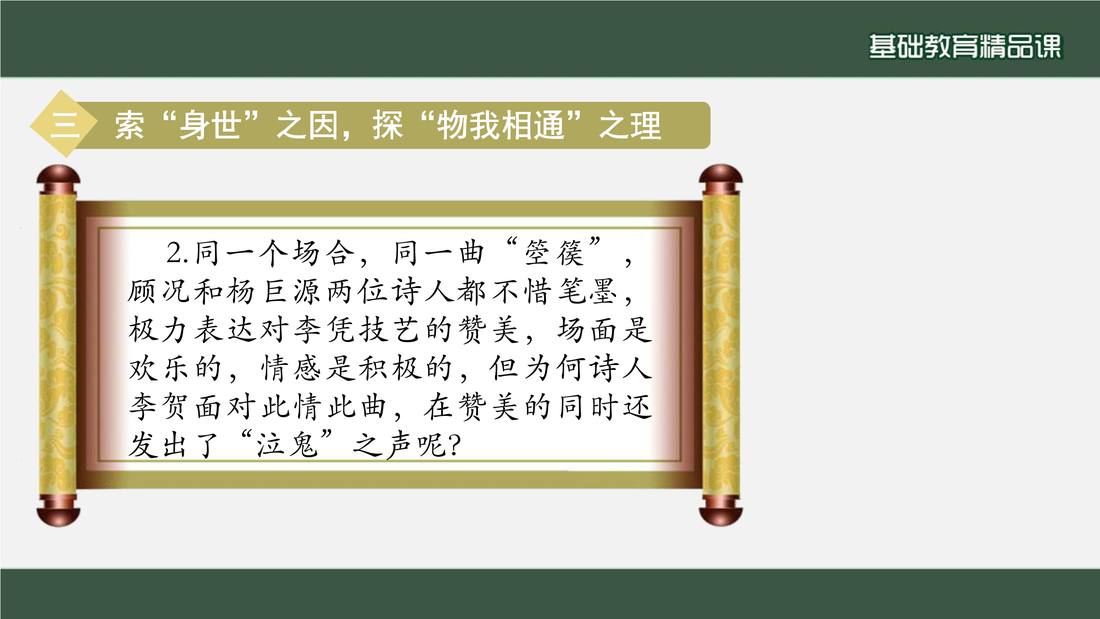 基础教育精品课
三 索“身世”之因，探“物我相通”之理
2.同一个场合，同一曲“箜篌”，
顾况和杨巨源两位诗人都不惜笔墨，
极力表达对李凭技艺的赞美，场面是
欢乐的，情感是积极的，但为何诗人
李贺面对此情此曲，在赞美的同时还
发出了“泣鬼”之声呢？